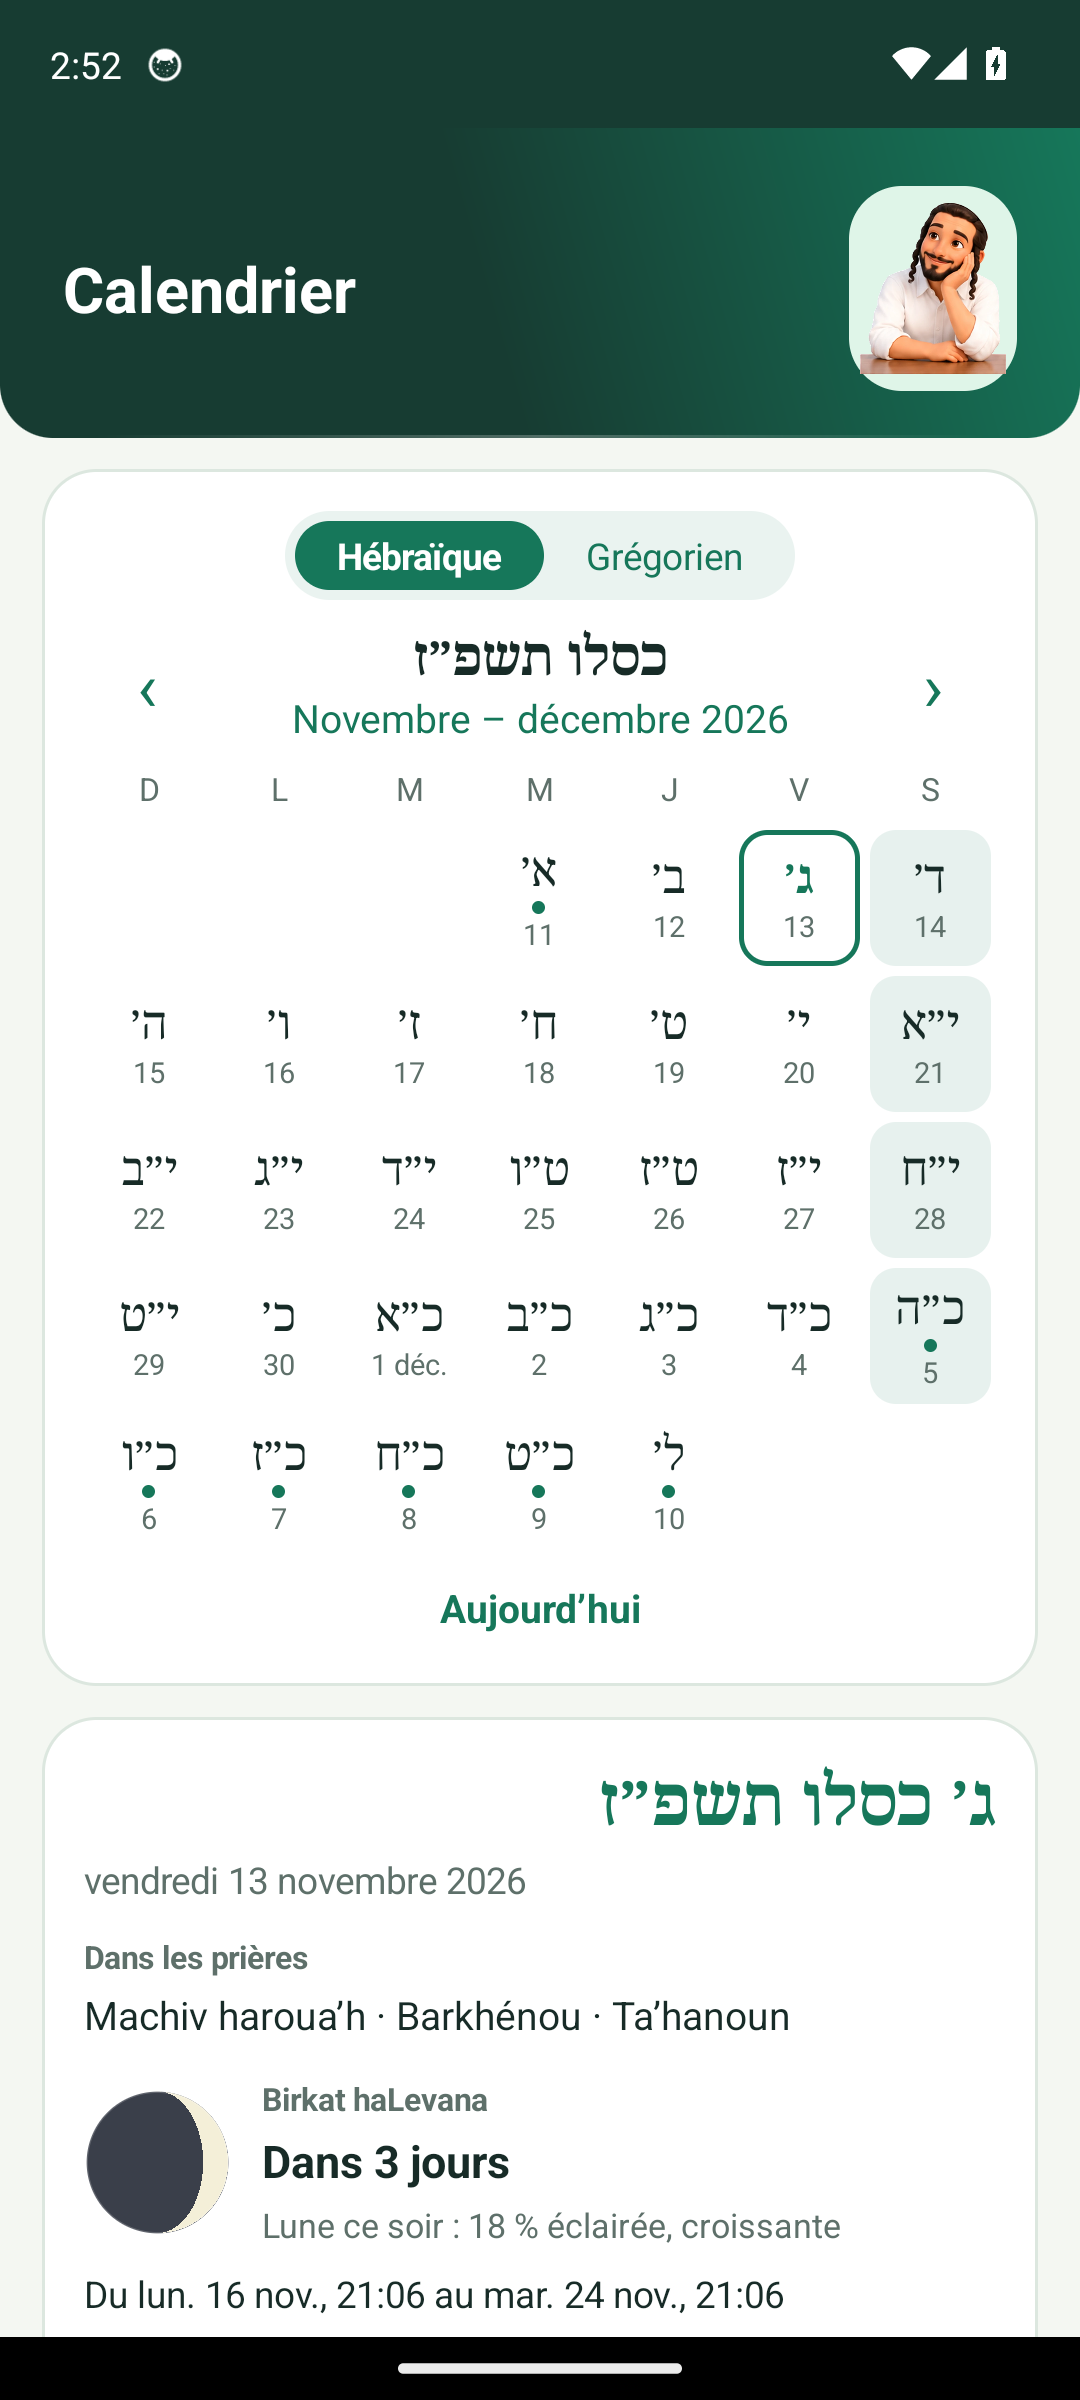 2:52
Calendrier
Hébraïque Grégorien
כסלו תשפ״ז
‹ ›
Novembre – décembre 2026
D L M M J V S
א׳ ב׳ ג׳ ד׳
11 12 13 14
ה׳ ו׳ ז׳ ח׳ ט׳ י׳ י״א
15 16 17 18 19 20 21
י״ב י״ג י״ד ט״ו ט״ז י״ז י״ח
22 23 24 25 26 27 28
י״ט כ׳ כ״א כ״ב כ״ג כ״ד כ״ה
29 30 1 déc. 2 3 4 5
כ״ו כ״ז כ״ח כ״ט ל׳
6 7 8 9 10
Aujourd’hui
ג׳ כסלו תשפ״ז
vendredi 13 novembre 2026
Dans les prières
Machiv haroua’h · Barkhénou · Ta’hanoun
Birkat haLevana
Dans 3 jours
Lune ce soir : 18 % éclairée, croissante
Du lun. 16 nov., 21:06 au mar. 24 nov., 21:06